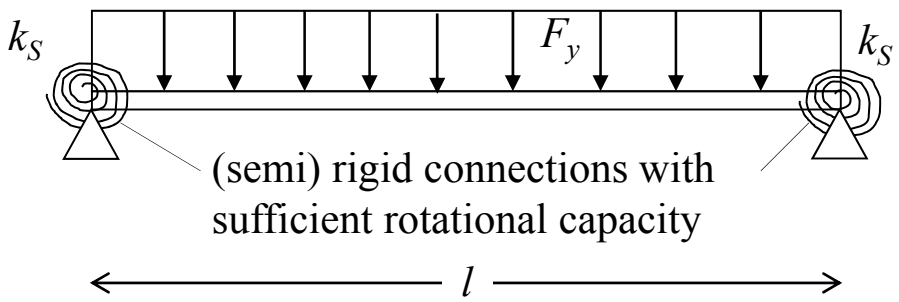 k_S
F_y
k_S
(semi) rigid connections with
sufficient rotational capacity
l